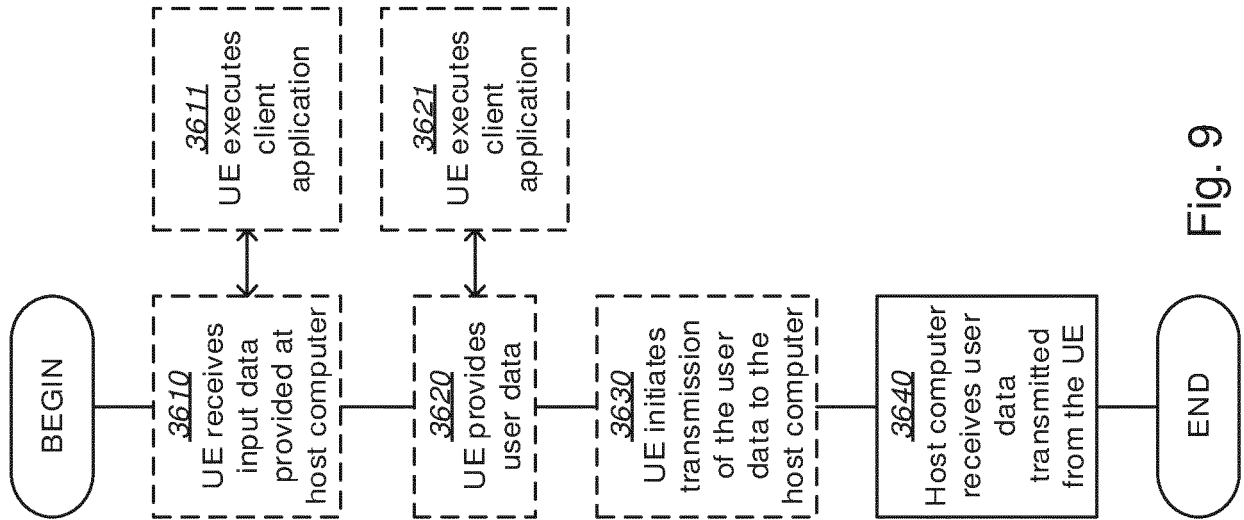 BEGIN
3610
UE receives
input data
provided at
host computer
3611
UE executes
client
application
3620
UE provides
user data
3621
UE executes
client
application
3630
UE initiates
transmission
of the user
data to the
host computer
3640
Host computer
receives user
data
transmitted
from the UE
END
Fig. 9